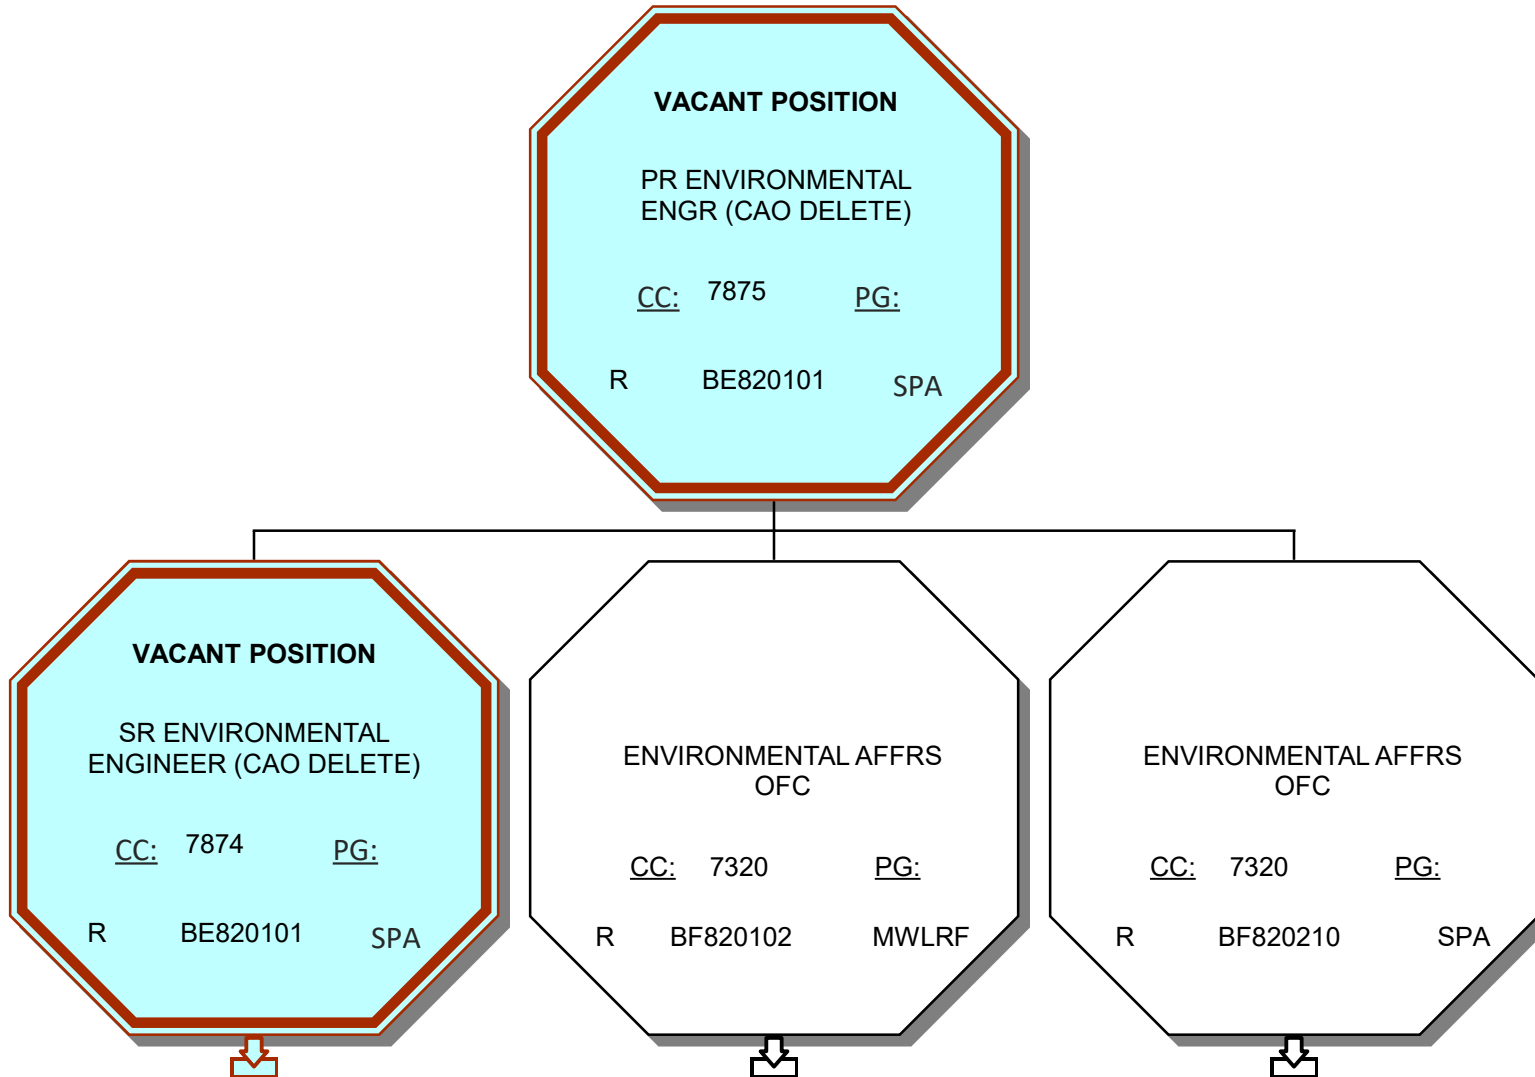 VACANT POSITION
PR ENVIRONMENTAL
ENGR (CAO DELETE)
CC: 7875 PG:
R BE820101 SPA
VACANT POSITION
SR ENVIRONMENTAL
ENGINEER (CAO DELETE)
CC: 7874 PG:
R BE820101 SPA
ENVIRONMENTAL AFFRS
OFC
CC: 7320 PG:
R BF820102 MWLRF
ENVIRONMENTAL AFFRS
OFC
CC: 7320 PG:
R BF820210 SPA